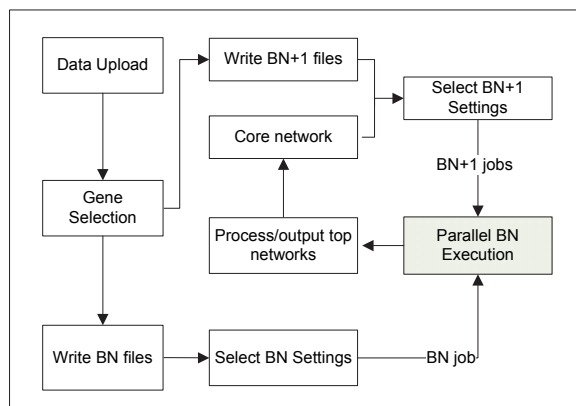 Data Upload
Write BN+1 files
Select BN+1
Settings
Core network
BN+1 jobs
Gene
Selection
Process/output top
networks
Parallel BN
Execution
Write BN files
Select BN Settings
BN job